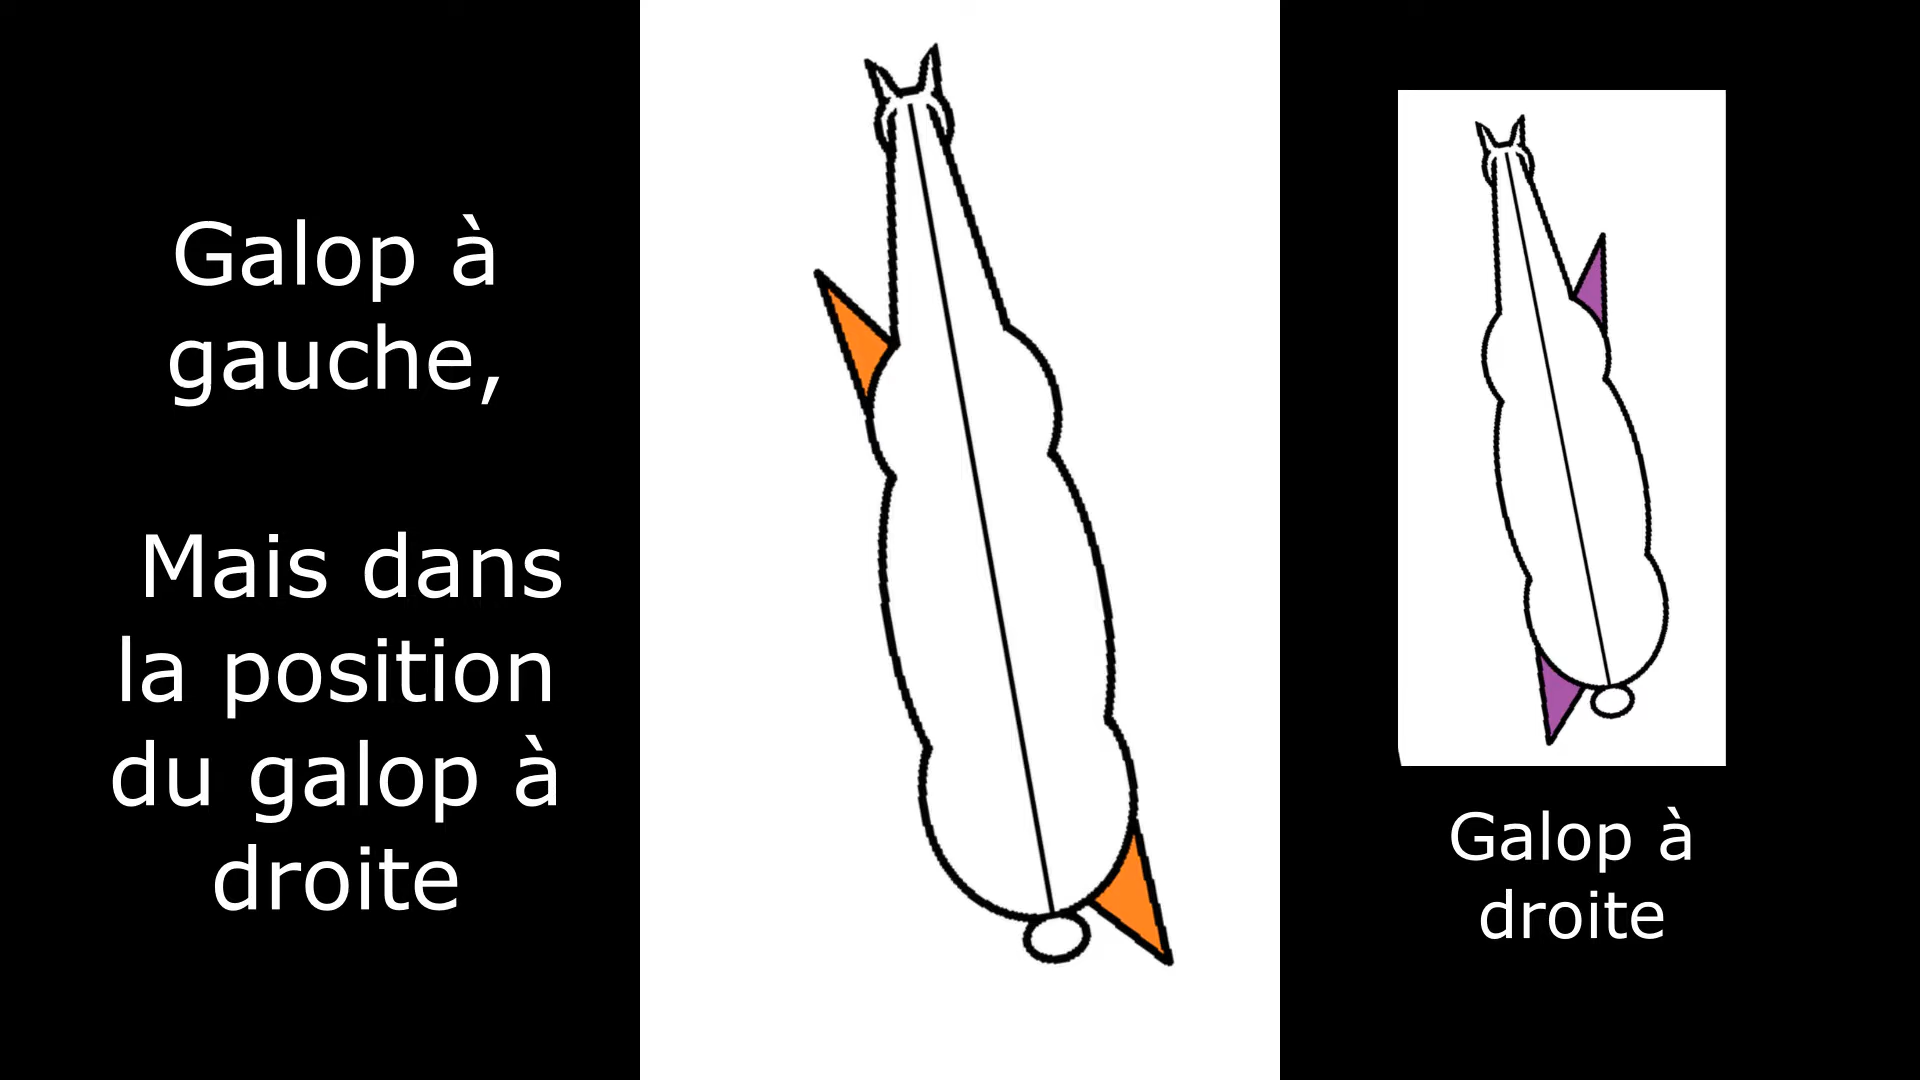 Galop à
gauche,
Mais dans
la position
du galop à
droite
Galop à
droite